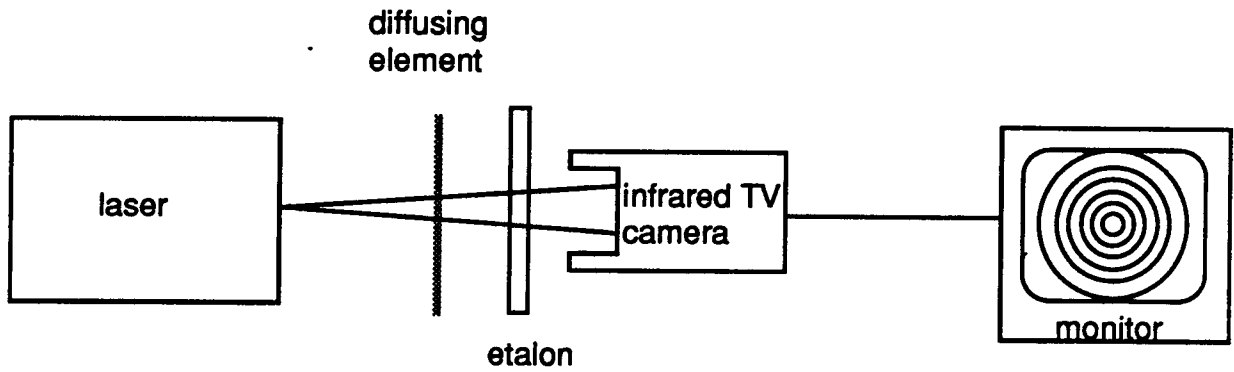 diffusing
element
laser
infrared TV
camera
monitor
etalon